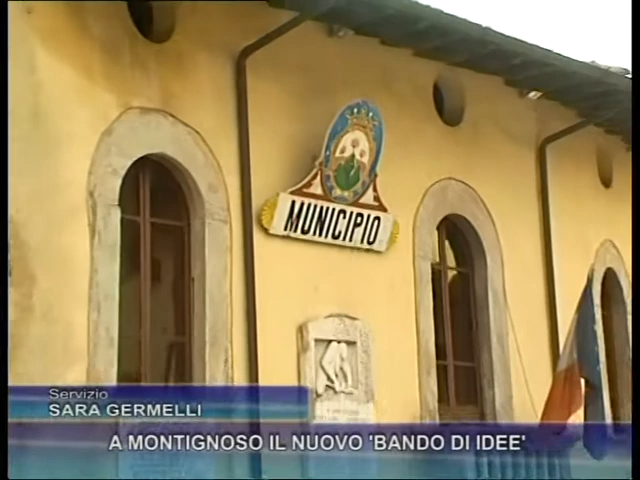 MUNICIPIO
Servizio
SARA GERMELLI
A MONTIGNOSO IL NUOVO 'BANDO DI IDEE'